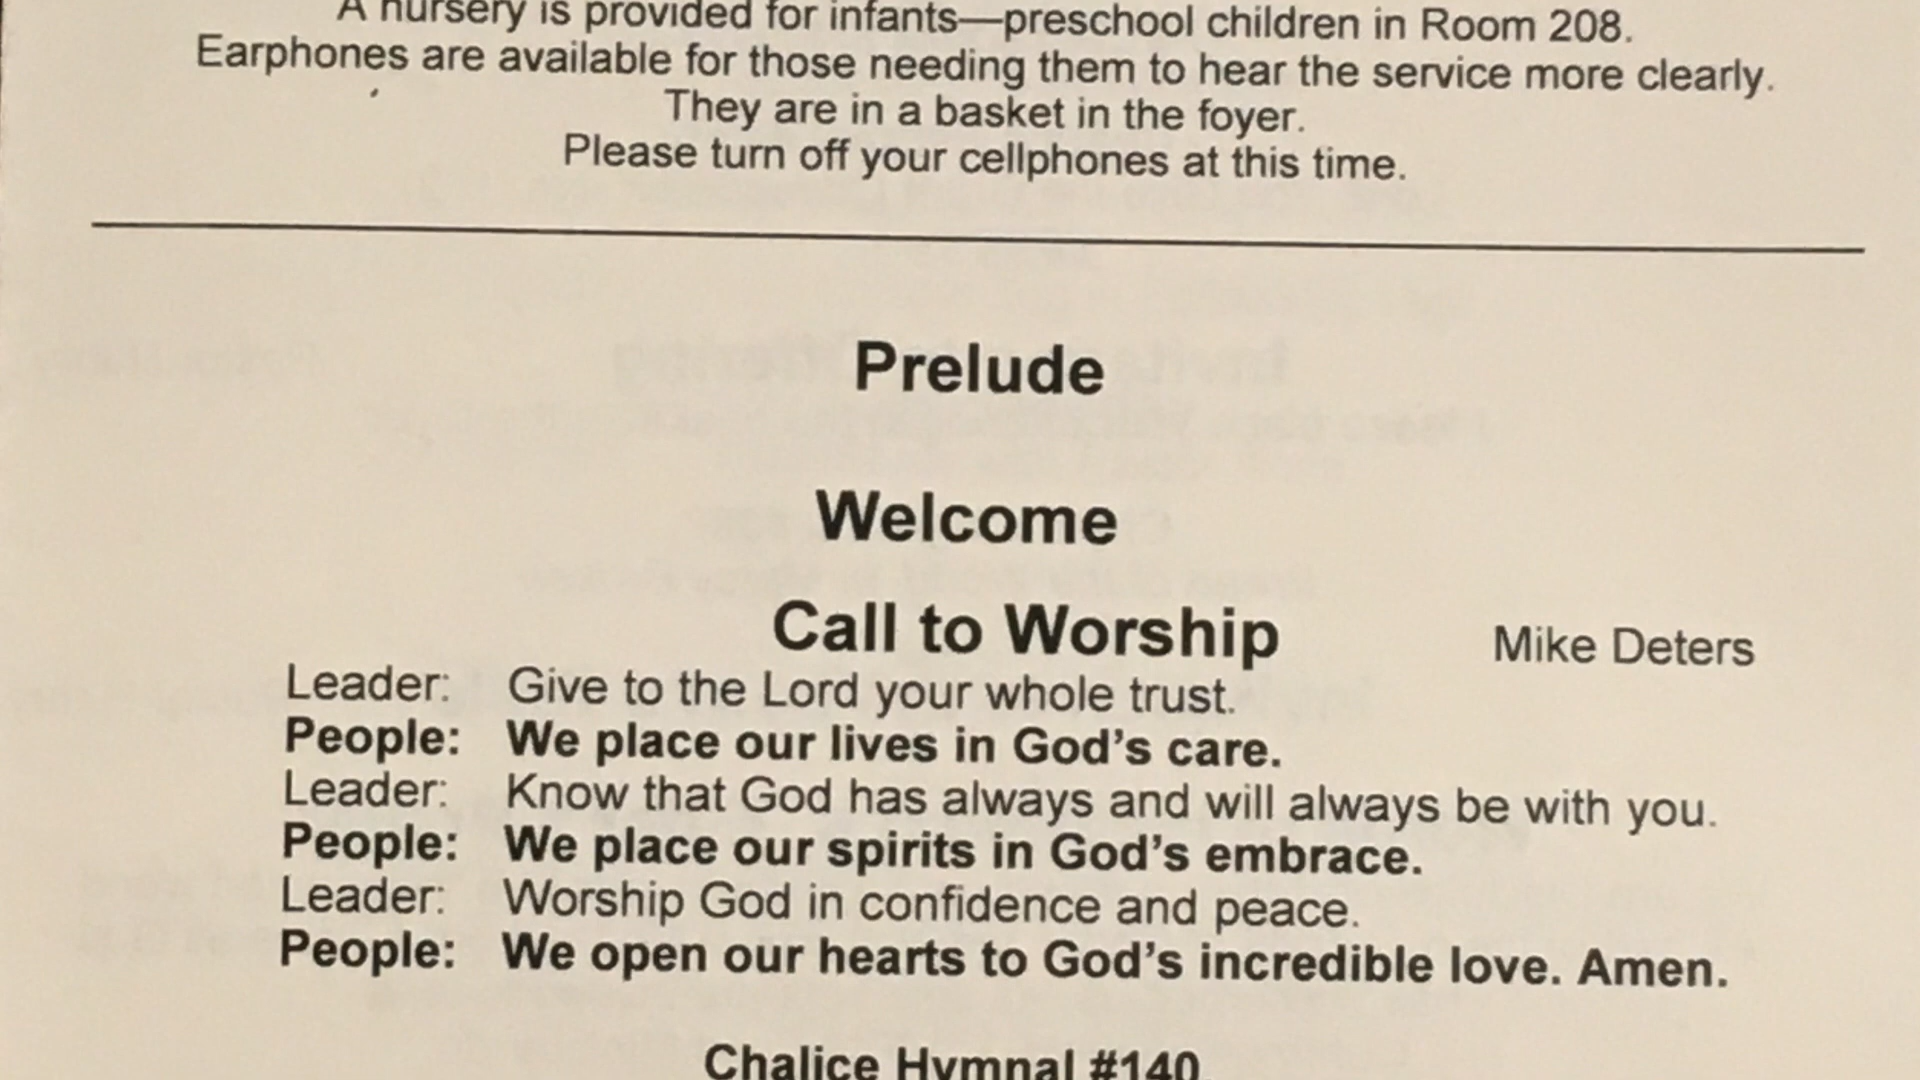 A nursery is provided for infants—preschool children in Room 208.
Earphones are available for those needing them to hear the service more clearly.
They are in a basket in the foyer.
Please turn off your cellphones at this time.
Prelude
Welcome
Call to Worship Mike Deters
Leader: Give to the Lord your whole trust.
People: We place our lives in God's care.
Leader: Know that God has always and will always be with you.
People: We place our spirits in God's embrace.
Leader: Worship God in confidence and peace.
People: We open our hearts to God's incredible love. Amen.
Chalice Hymnal #140